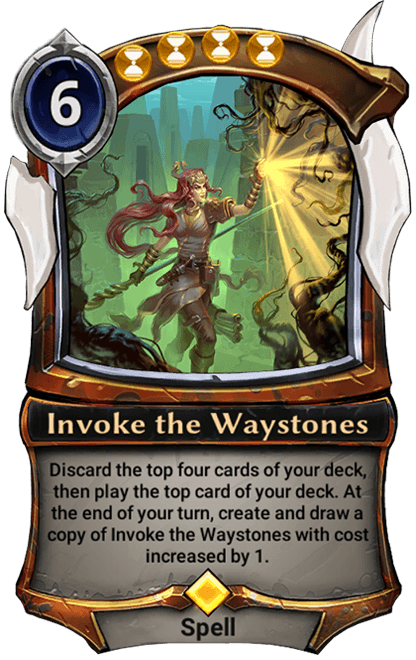 6
Invoke the Waystones
Discard the top four cards of your deck,
then play the top card of your deck. At
the end of your turn, create and draw a
copy of Invoke the Waystones with cost
increased by 1.
Spell